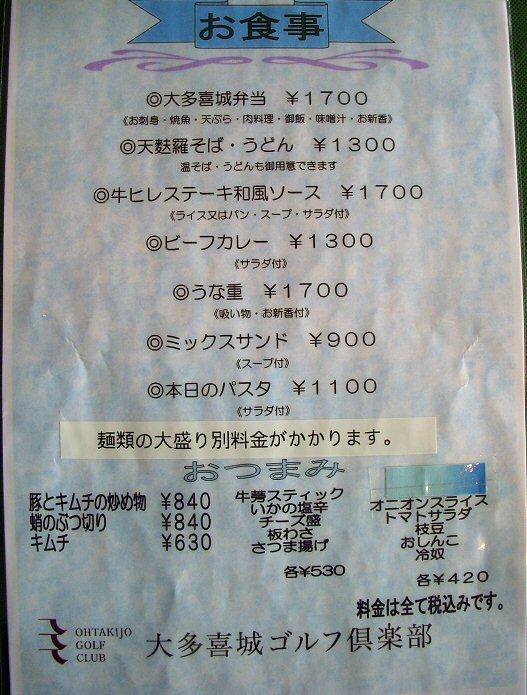 お食事
◎大多喜城弁当 ￥1700
《お刺身・焼魚・天ぷら・肉料理・御飯・味噌汁・お新香》
◎天麩羅そば・うどん ￥1300
温そば・うどんも御用意できます
◎牛ヒレステーキ和風ソース ￥1700
《ライス又はパン・スープ・サラダ付》
◎ビーフカレー ￥1300
《サラダ付》
◎うな重 ￥1700
《吸い物・お新香付》
◎ミックスサンド ￥900
《スープ付》
◎本日のパスタ ￥1100
《サラダ付》
麺類の大盛り別料金がかかります。
おつまみ
豚とキムチの炒め物 ¥840
蛸のぶつ切り ¥840
キムチ ¥630
牛蒡スティック
いかの塩辛
チーズ盛
板わさ
さつま揚げ
各¥530
オニオンスライス
トマトサラダ
枝豆
おしんこ
冷奴
各￥420
料金は全て税込みです。
OHTAKIJO
GOLF
CLUB
大多喜城ゴルフ倶楽部